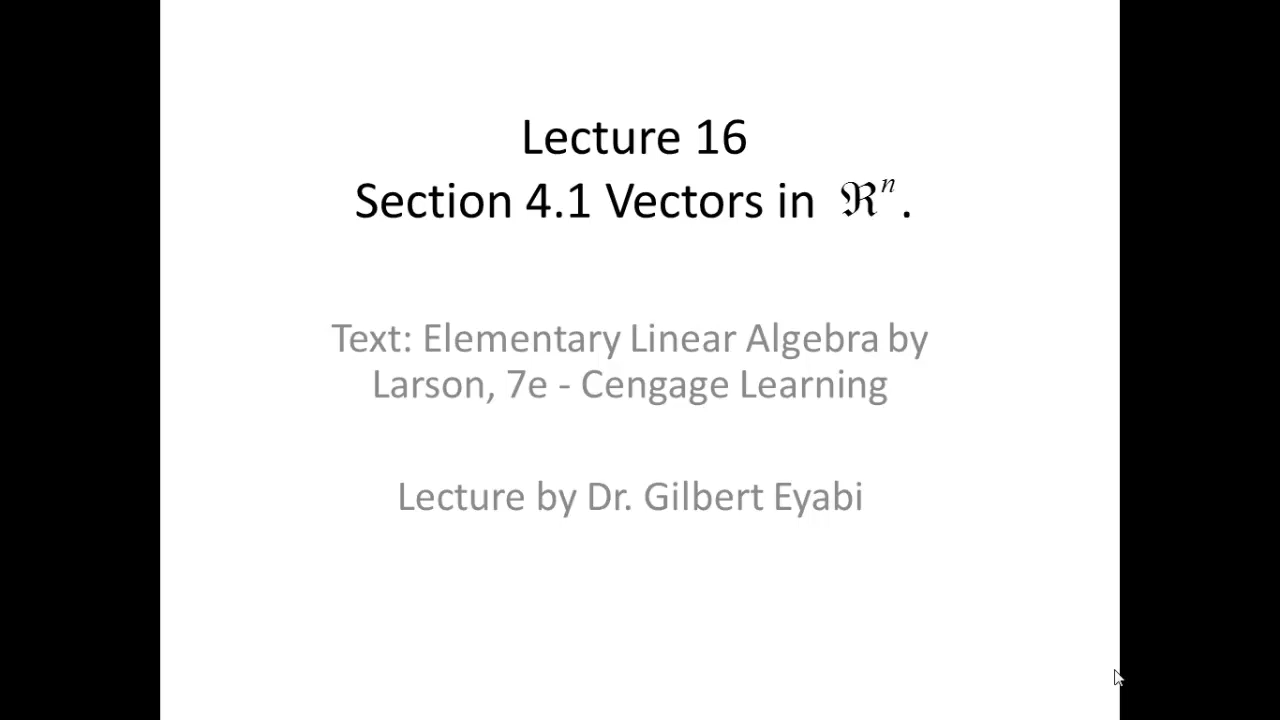 Lecture 16
Section 4.1 Vectors in ℜⁿ.
Text: Elementary Linear Algebra by
Larson, 7e - Cengage Learning
Lecture by Dr. Gilbert Eyabi